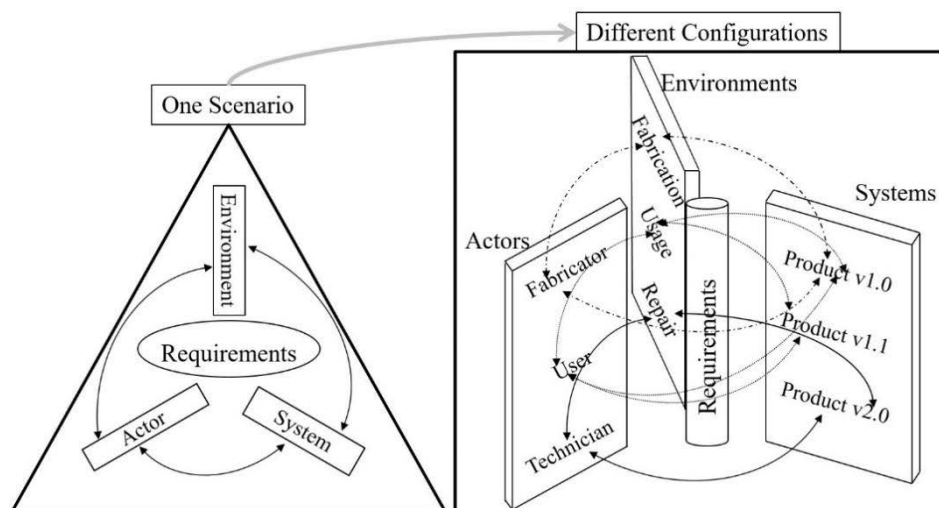 Different Configurations
One Scenario
Environment
Requirements
Actor
System
Environments
Fabrication
Usage
Repair
Actors
Fabricator
User
Technician
Requirements
Systems
Product v1.0
Product v1.1
Product v2.0